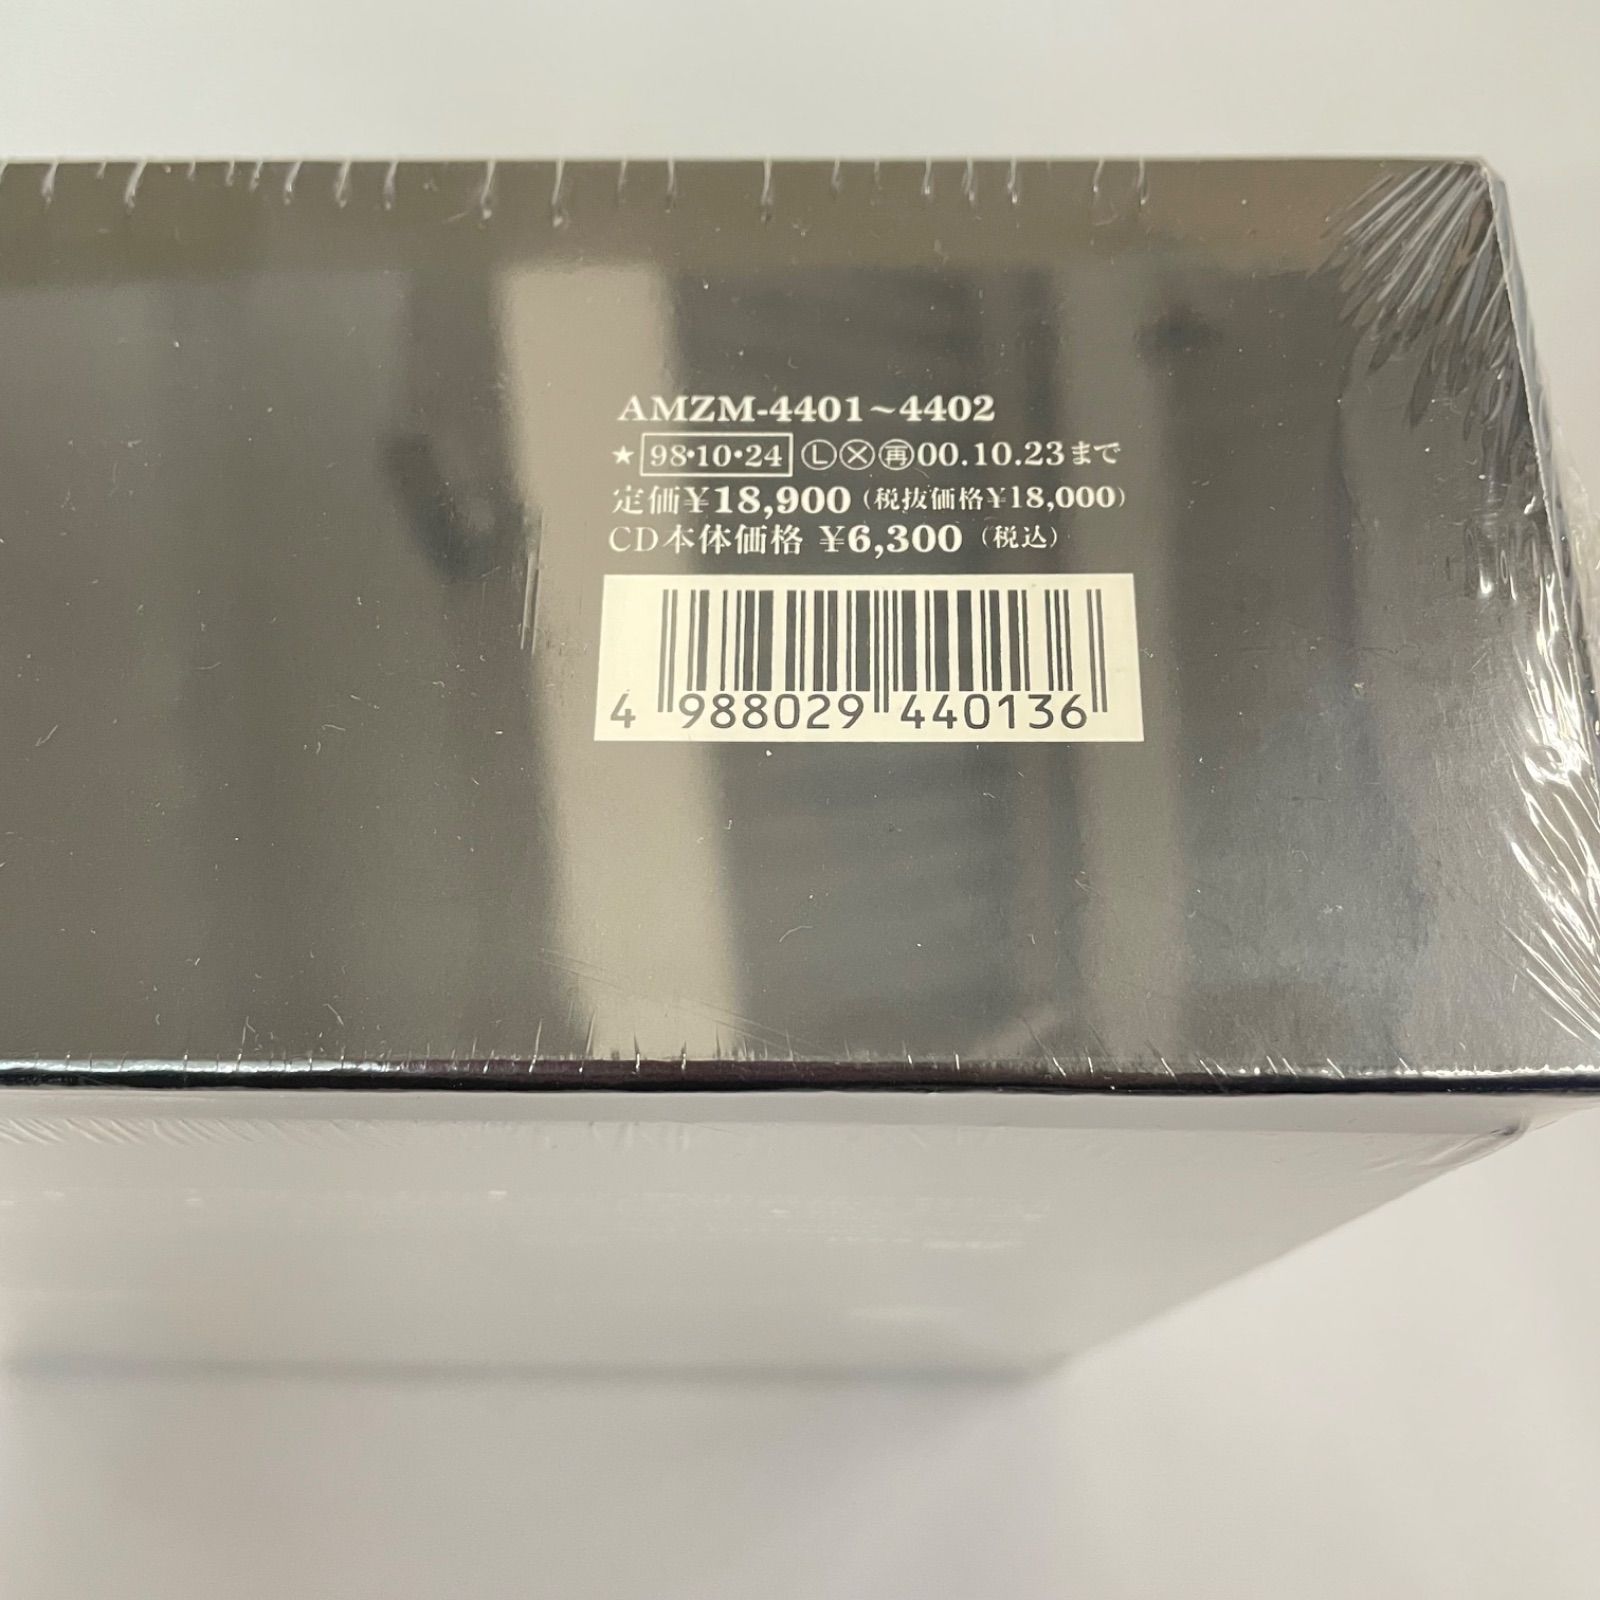 AMZM-4401~4402
★ 98・10・24 Ⓛ ⓧ ㊢00.10.23まで
定価¥18,900（税抜価格¥18,000）
CD本体価格 ¥6,300（税込）
4 988029 440136